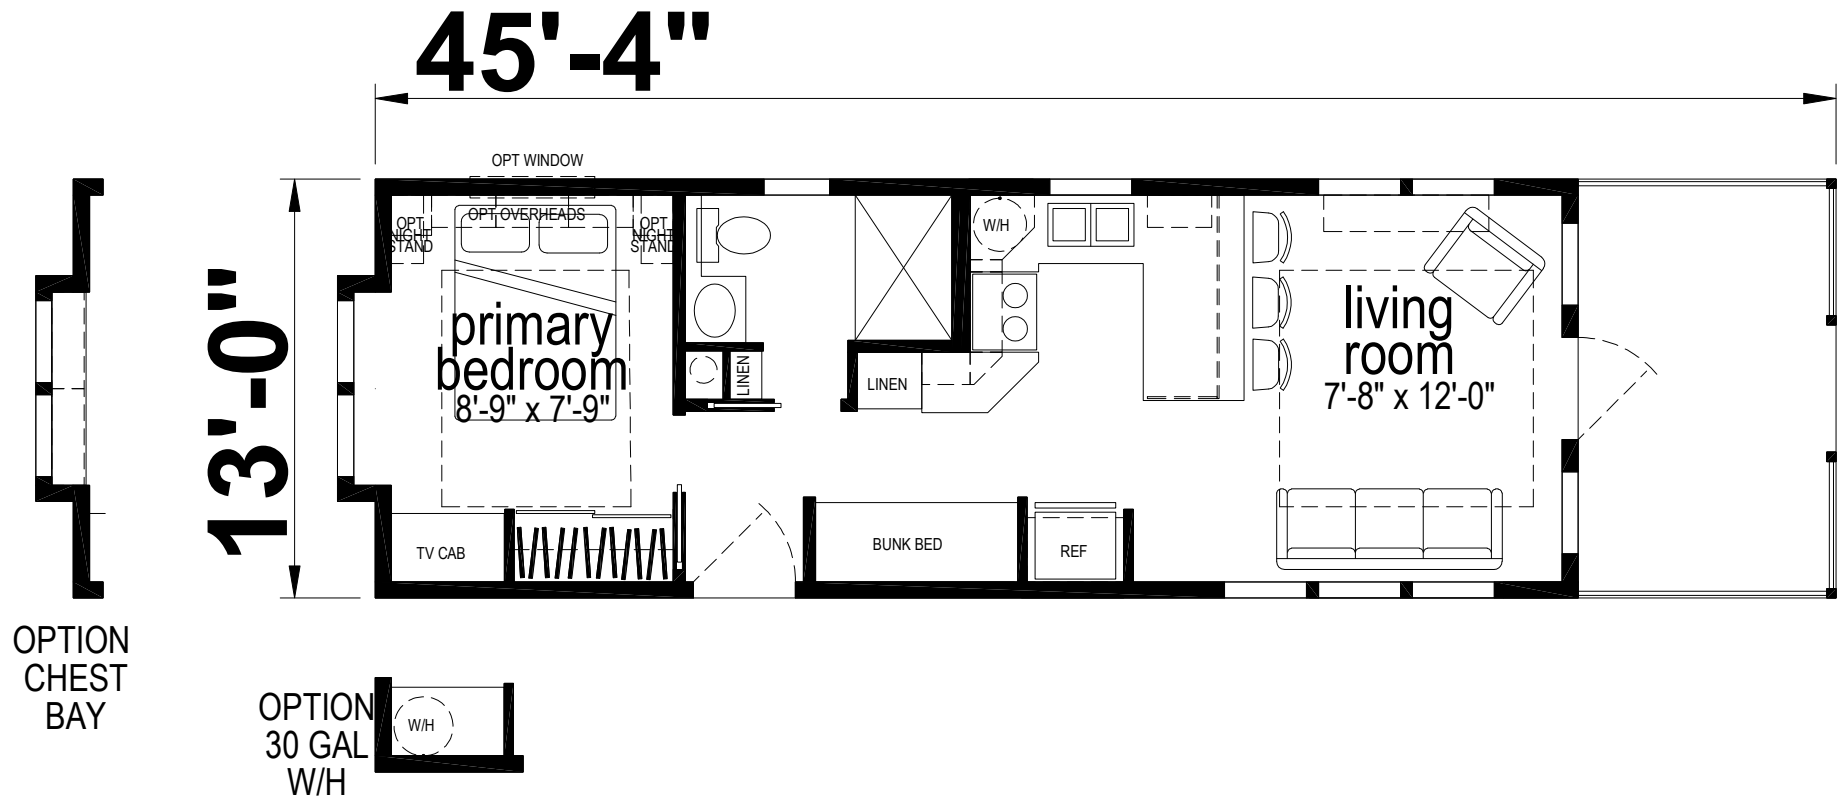 45'-4"
13'-0"
OPT WINDOW
OPT OVERHEADS
OPT
NIGHT
STAND
OPT
NIGHT
STAND
primary
bedroom
8'-9" x 7'-9"
TV CAB
LINEN
LINEN
W/H
BUNK BED
REF
living
room
7'-8" x 12'-0"
OPTION
CHEST
BAY
OPTION
30 GAL
W/H
W/H